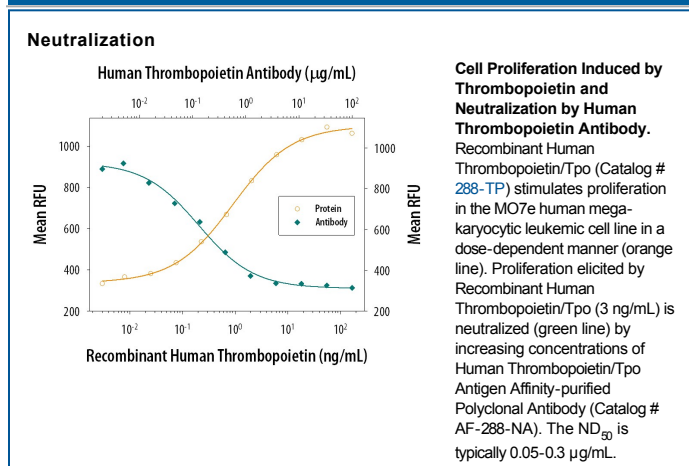 Neutralization
Human Thrombopoietin Antibody (μg/mL)
10-2 10-1 100 101 102
1000
800
600
400
200
Mean RFU
1000
800
600
400
200
Mean RFU
Protein
Antibody
10-2 10-1 100 101 102
Recombinant Human Thrombopoietin (ng/mL)
Cell Proliferation Induced by
Thrombopoietin and
Neutralization by Human
Thrombopoietin Antibody.
Recombinant Human
Thrombopoietin/Tpo (Catalog #
288-TP) stimulates proliferation
in the MO7e human mega-
karyocytic leukemic cell line in a
dose-dependent manner (orange
line). Proliferation elicited by
Recombinant Human
Thrombopoietin/Tpo (3 ng/mL) is
neutralized (green line) by
increasing concentrations of
Human Thrombopoietin/Tpo
Antigen Affinity-purified
Polyclonal Antibody (Catalog #
AF-288-NA). The ND50 is
typically 0.05-0.3 μg/mL.